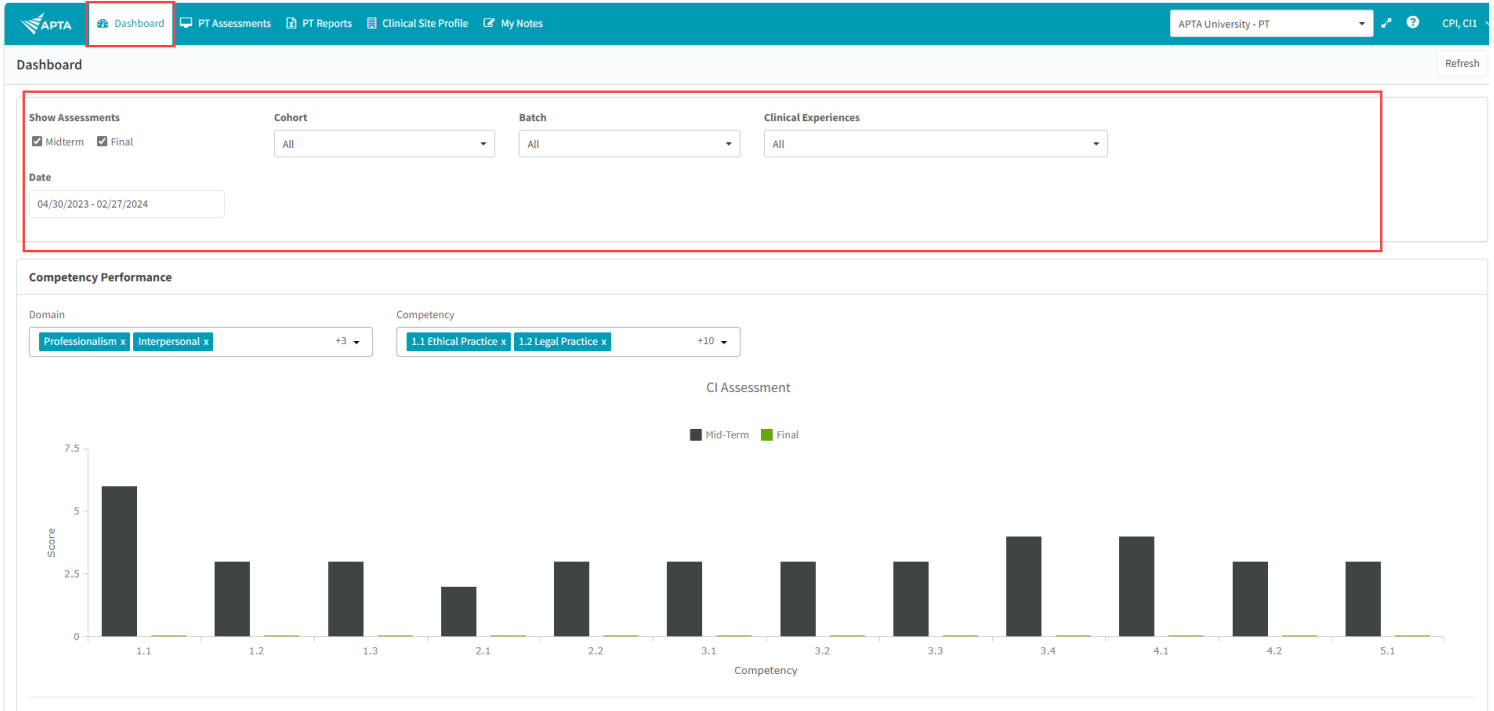 APTA Dashboard PT Assessments PT Reports Clinical Site Profile My Notes APTA University - PT CPI, CI1
Dashboard Refresh
Show Assessments Cohort Batch Clinical Experiences
Midterm Final All All All
Date
04/30/2023 - 02/27/2024
Competency Performance
Domain Competency
Professionalism x Interpersonal x +3 1.1 Ethical Practice x 1.2 Legal Practice x +10
CI Assessment
Mid-Term Final
7.5
5
2.5
0
Score
1.1 1.2 1.3 2.1 2.2 3.1 3.2 3.3 3.4 4.1 4.2 5.1
Competency